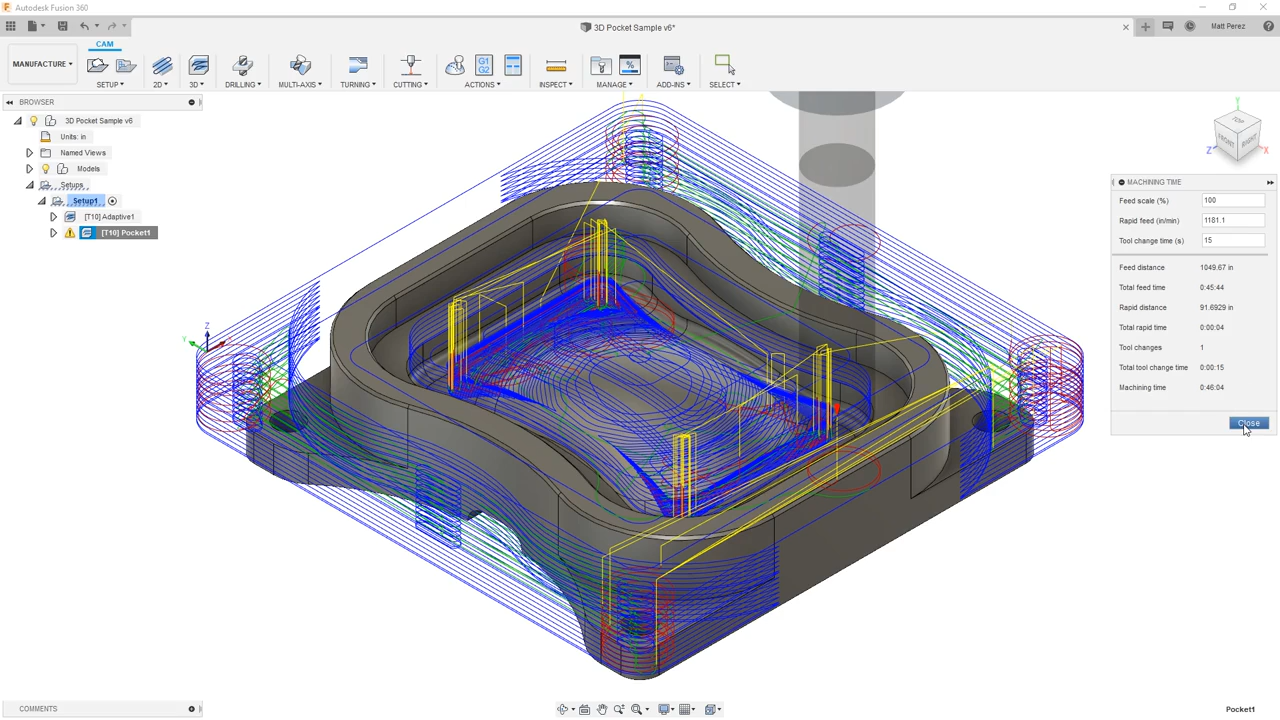 Autodesk Fusion 360
3D Pocket Sample v6*
Matt Perez
CAM
MANUFACTURE
SETUP
2D
3D
DRILLING
MULTI-AXIS
TURNING
CUTTING
G1
G2
ACTIONS
INSPECT
%
MANAGE
ADD-INS
SELECT
BROWSER
3D Pocket Sample v6
Units: in
Named Views
Models
Setups
Setup1
[T10] Adaptive1
[T10] Pocket1
Y
TOP
FRONT
RIGHT
Z
X
Z
Y
MACHINING TIME
Feed scale (%) 100
Rapid feed (in/min) 1181.1
Tool change time (s) 15
Feed distance 1049.67 in
Total feed time 0:45:44
Rapid distance 91.6929 in
Total rapid time 0:00:04
Tool changes 1
Total tool change time 0:00:15
Machining time 0:46:04
Close
COMMENTS
Pocket1